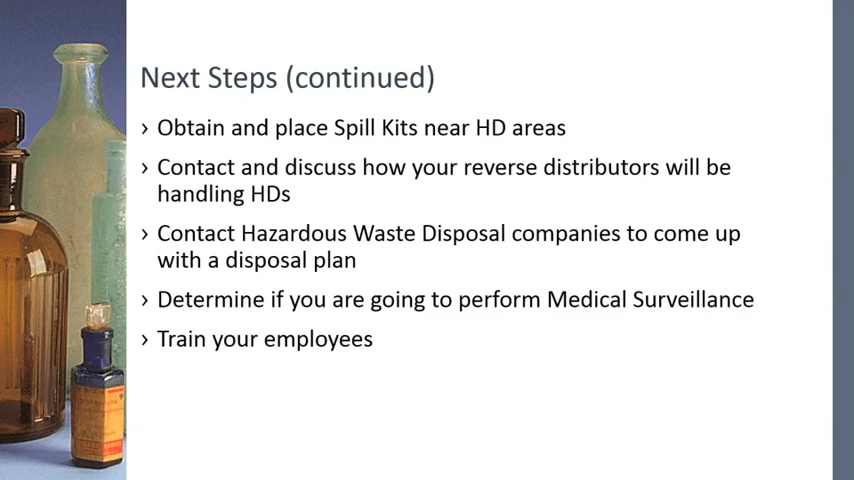 Next Steps (continued)
› Obtain and place Spill Kits near HD areas
› Contact and discuss how your reverse distributors will be
handling HDs
› Contact Hazardous Waste Disposal companies to come up
with a disposal plan
› Determine if you are going to perform Medical Surveillance
› Train your employees